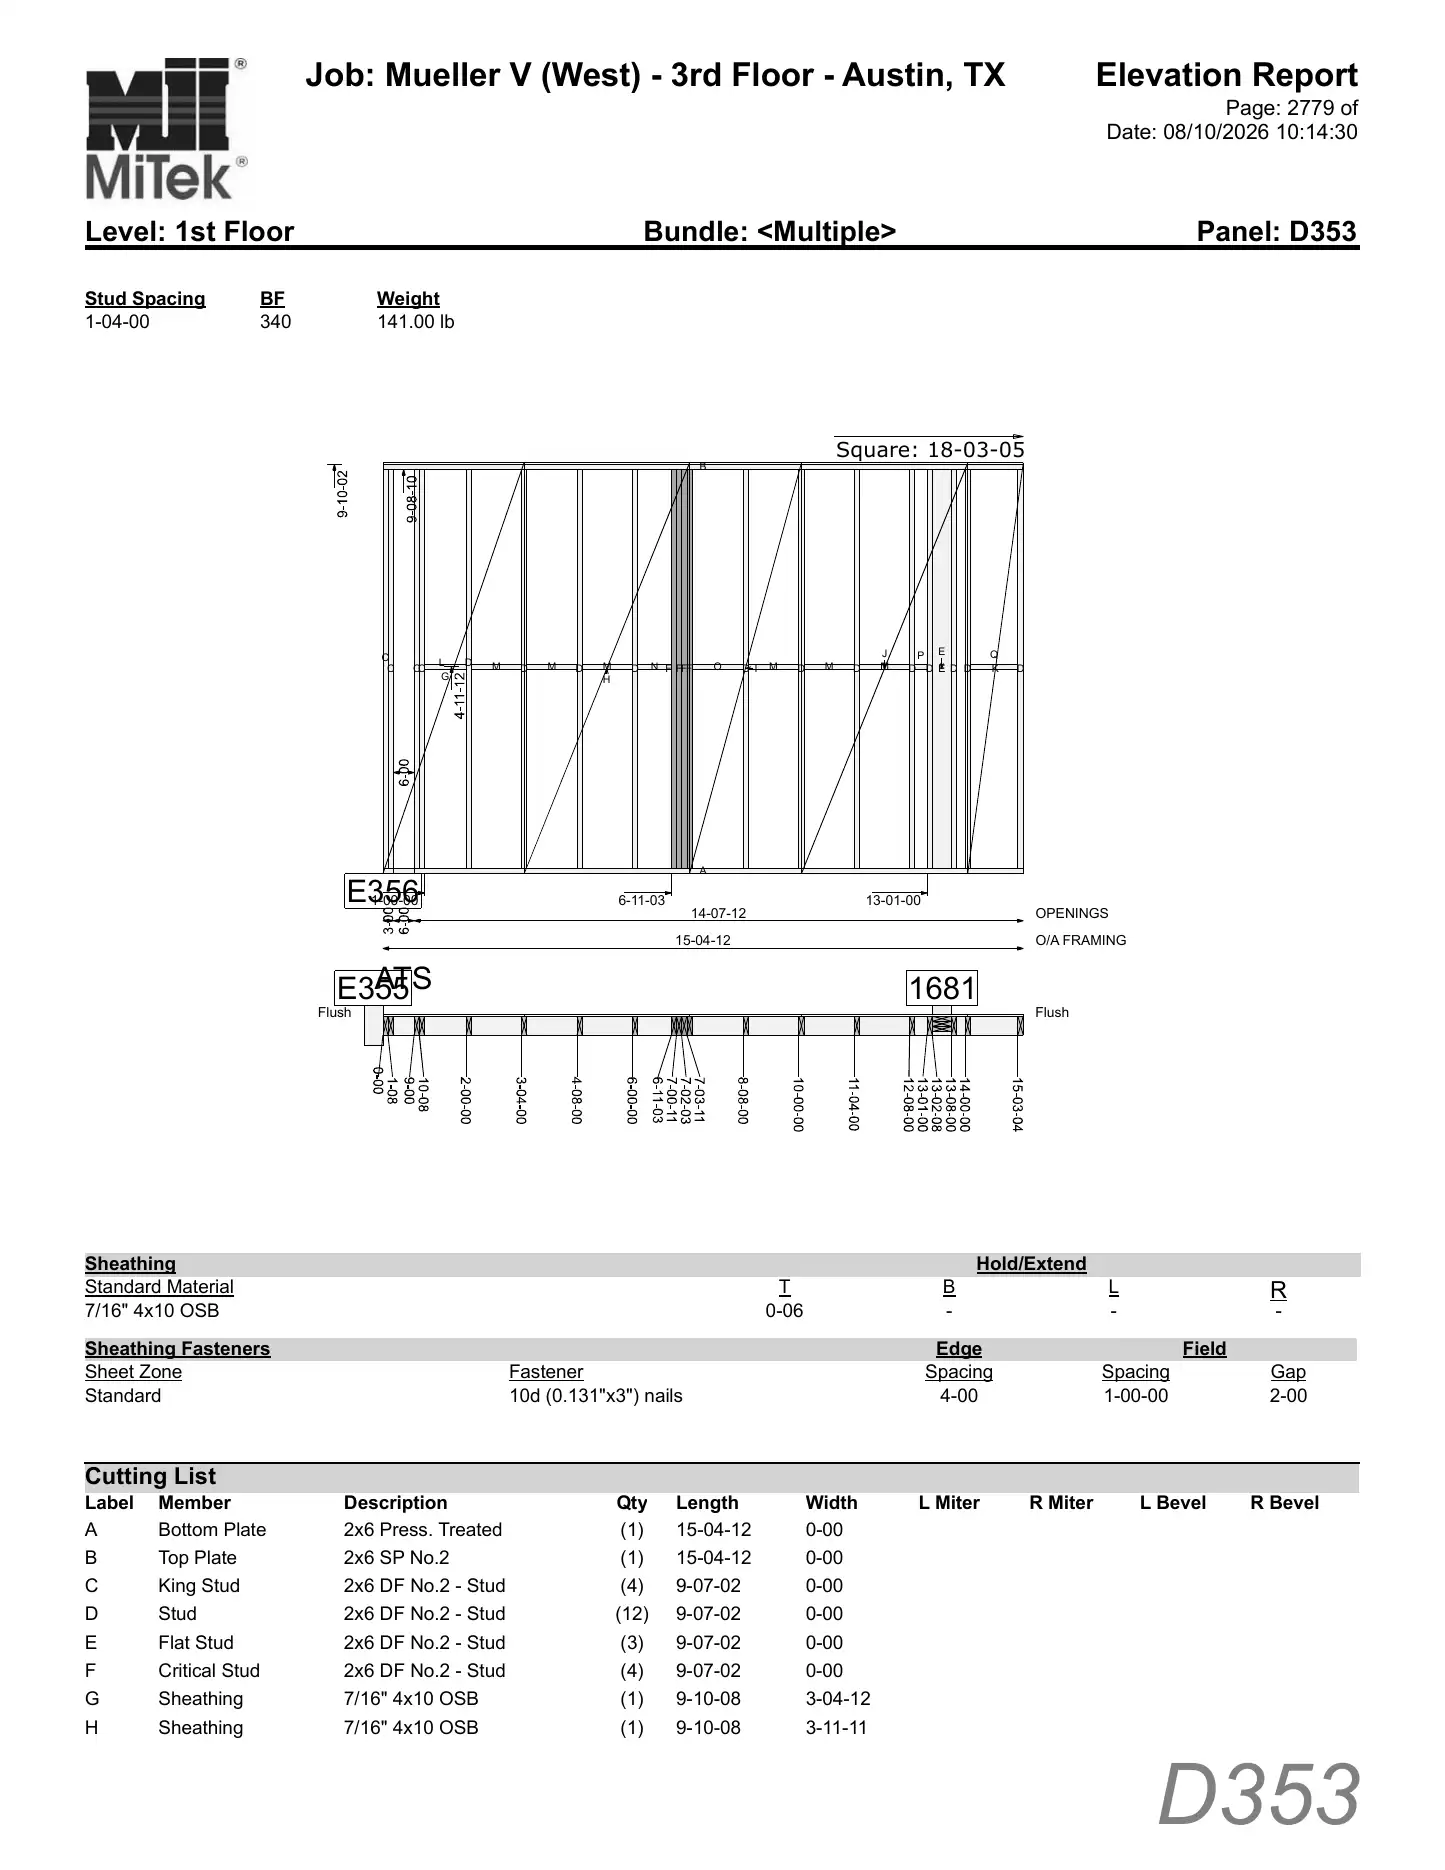 Job: Mueller V (West) - 3rd Floor - Austin, TX
Elevation Report
Page: 2779 of
Date: 08/10/2026 10:14:30
MiTek
Level: 1st Floor Bundle: <Multiple> Panel: D353
Stud Spacing BF Weight
1-04-00 340 141.00 lb
Square: 18-03-05
B
9-10-02
9-08-10
C C C L D M M D M D N F F F O I M M D J M D P D E E C D Q K D
G H
4-11-12
6-00
A
E356
1-00-00 6-11-03 13-01-00
3-00 6-00
14-07-12 OPENINGS
15-04-12 O/A FRAMING
ATS
E355 1681
Flush Flush
0-00 1-08 9-00 10-08 2-00-00 3-04-00 4-08-00 6-00-00 6-11-03 7-00-11 7-02-03 7-03-11 8-08-00 10-00-00 11-04-00 12-08-00 13-01-00 13-02-08 13-08-00 14-00-00 15-03-04
Sheathing Hold/Extend
Standard Material T B L R
7/16" 4x10 OSB 0-06 - - -
Sheathing Fasteners Edge Field
Sheet Zone Fastener Spacing Spacing Gap
Standard 10d (0.131"x3") nails 4-00 1-00-00 2-00
Cutting List
Label Member Description Qty Length Width L Miter R Miter L Bevel R Bevel
A Bottom Plate 2x6 Press. Treated (1) 15-04-12 0-00
B Top Plate 2x6 SP No.2 (1) 15-04-12 0-00
C King Stud 2x6 DF No.2 - Stud (4) 9-07-02 0-00
D Stud 2x6 DF No.2 - Stud (12) 9-07-02 0-00
E Flat Stud 2x6 DF No.2 - Stud (3) 9-07-02 0-00
F Critical Stud 2x6 DF No.2 - Stud (4) 9-07-02 0-00
G Sheathing 7/16" 4x10 OSB (1) 9-10-08 3-04-12
H Sheathing 7/16" 4x10 OSB (1) 9-10-08 3-11-11
D353